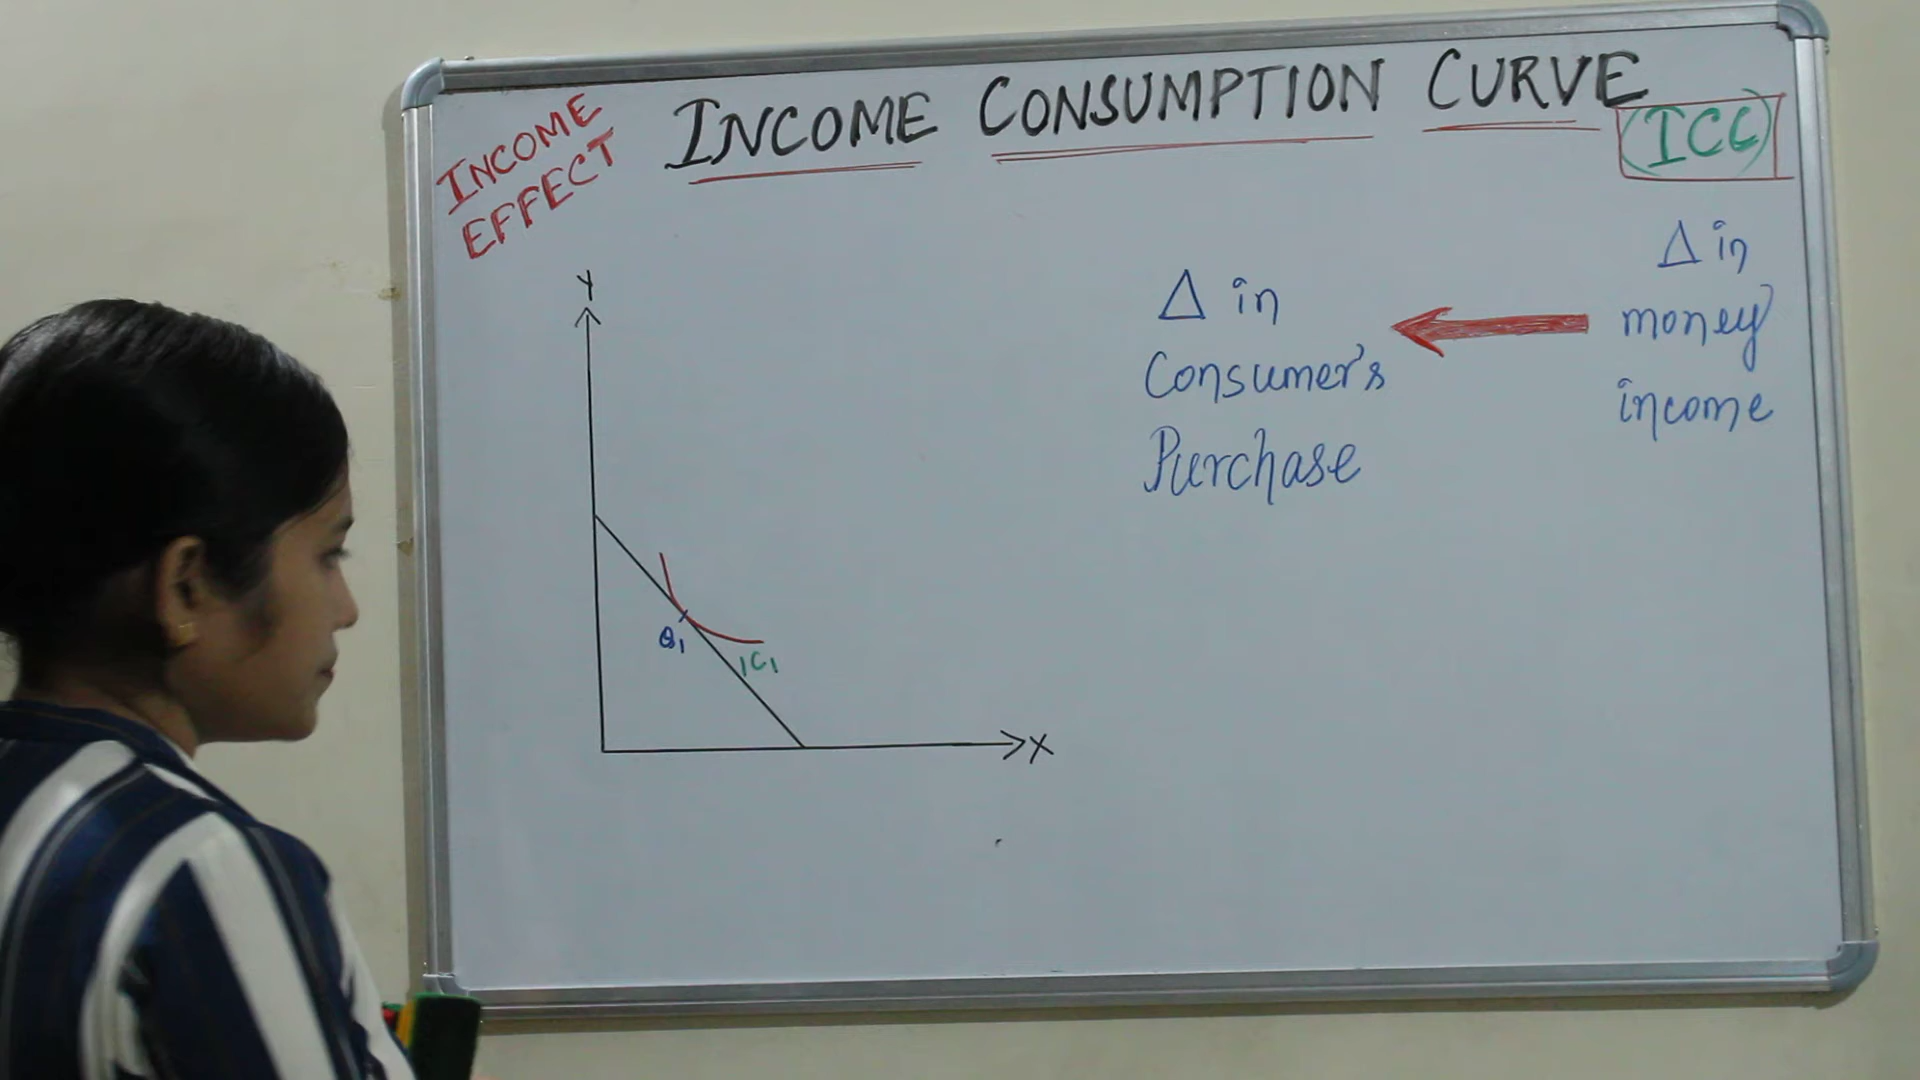 INCOME
EFFECT
INCOME CONSUMPTION CURVE
(ICC)
Δ in
Consumer's
Purchase
Δ in
money
income
Y
Q1
IC1
X